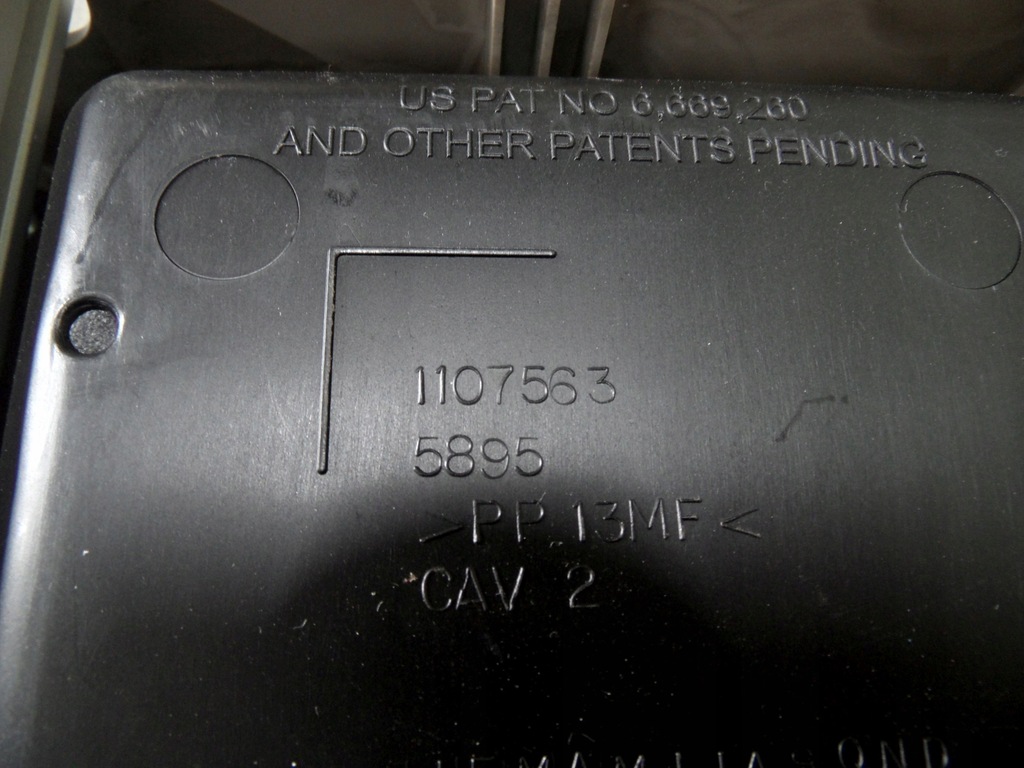 US PAT NO 6,669,260
AND OTHER PATENTS PENDING
1107563
5895
>PP 13MF<
CAV 2